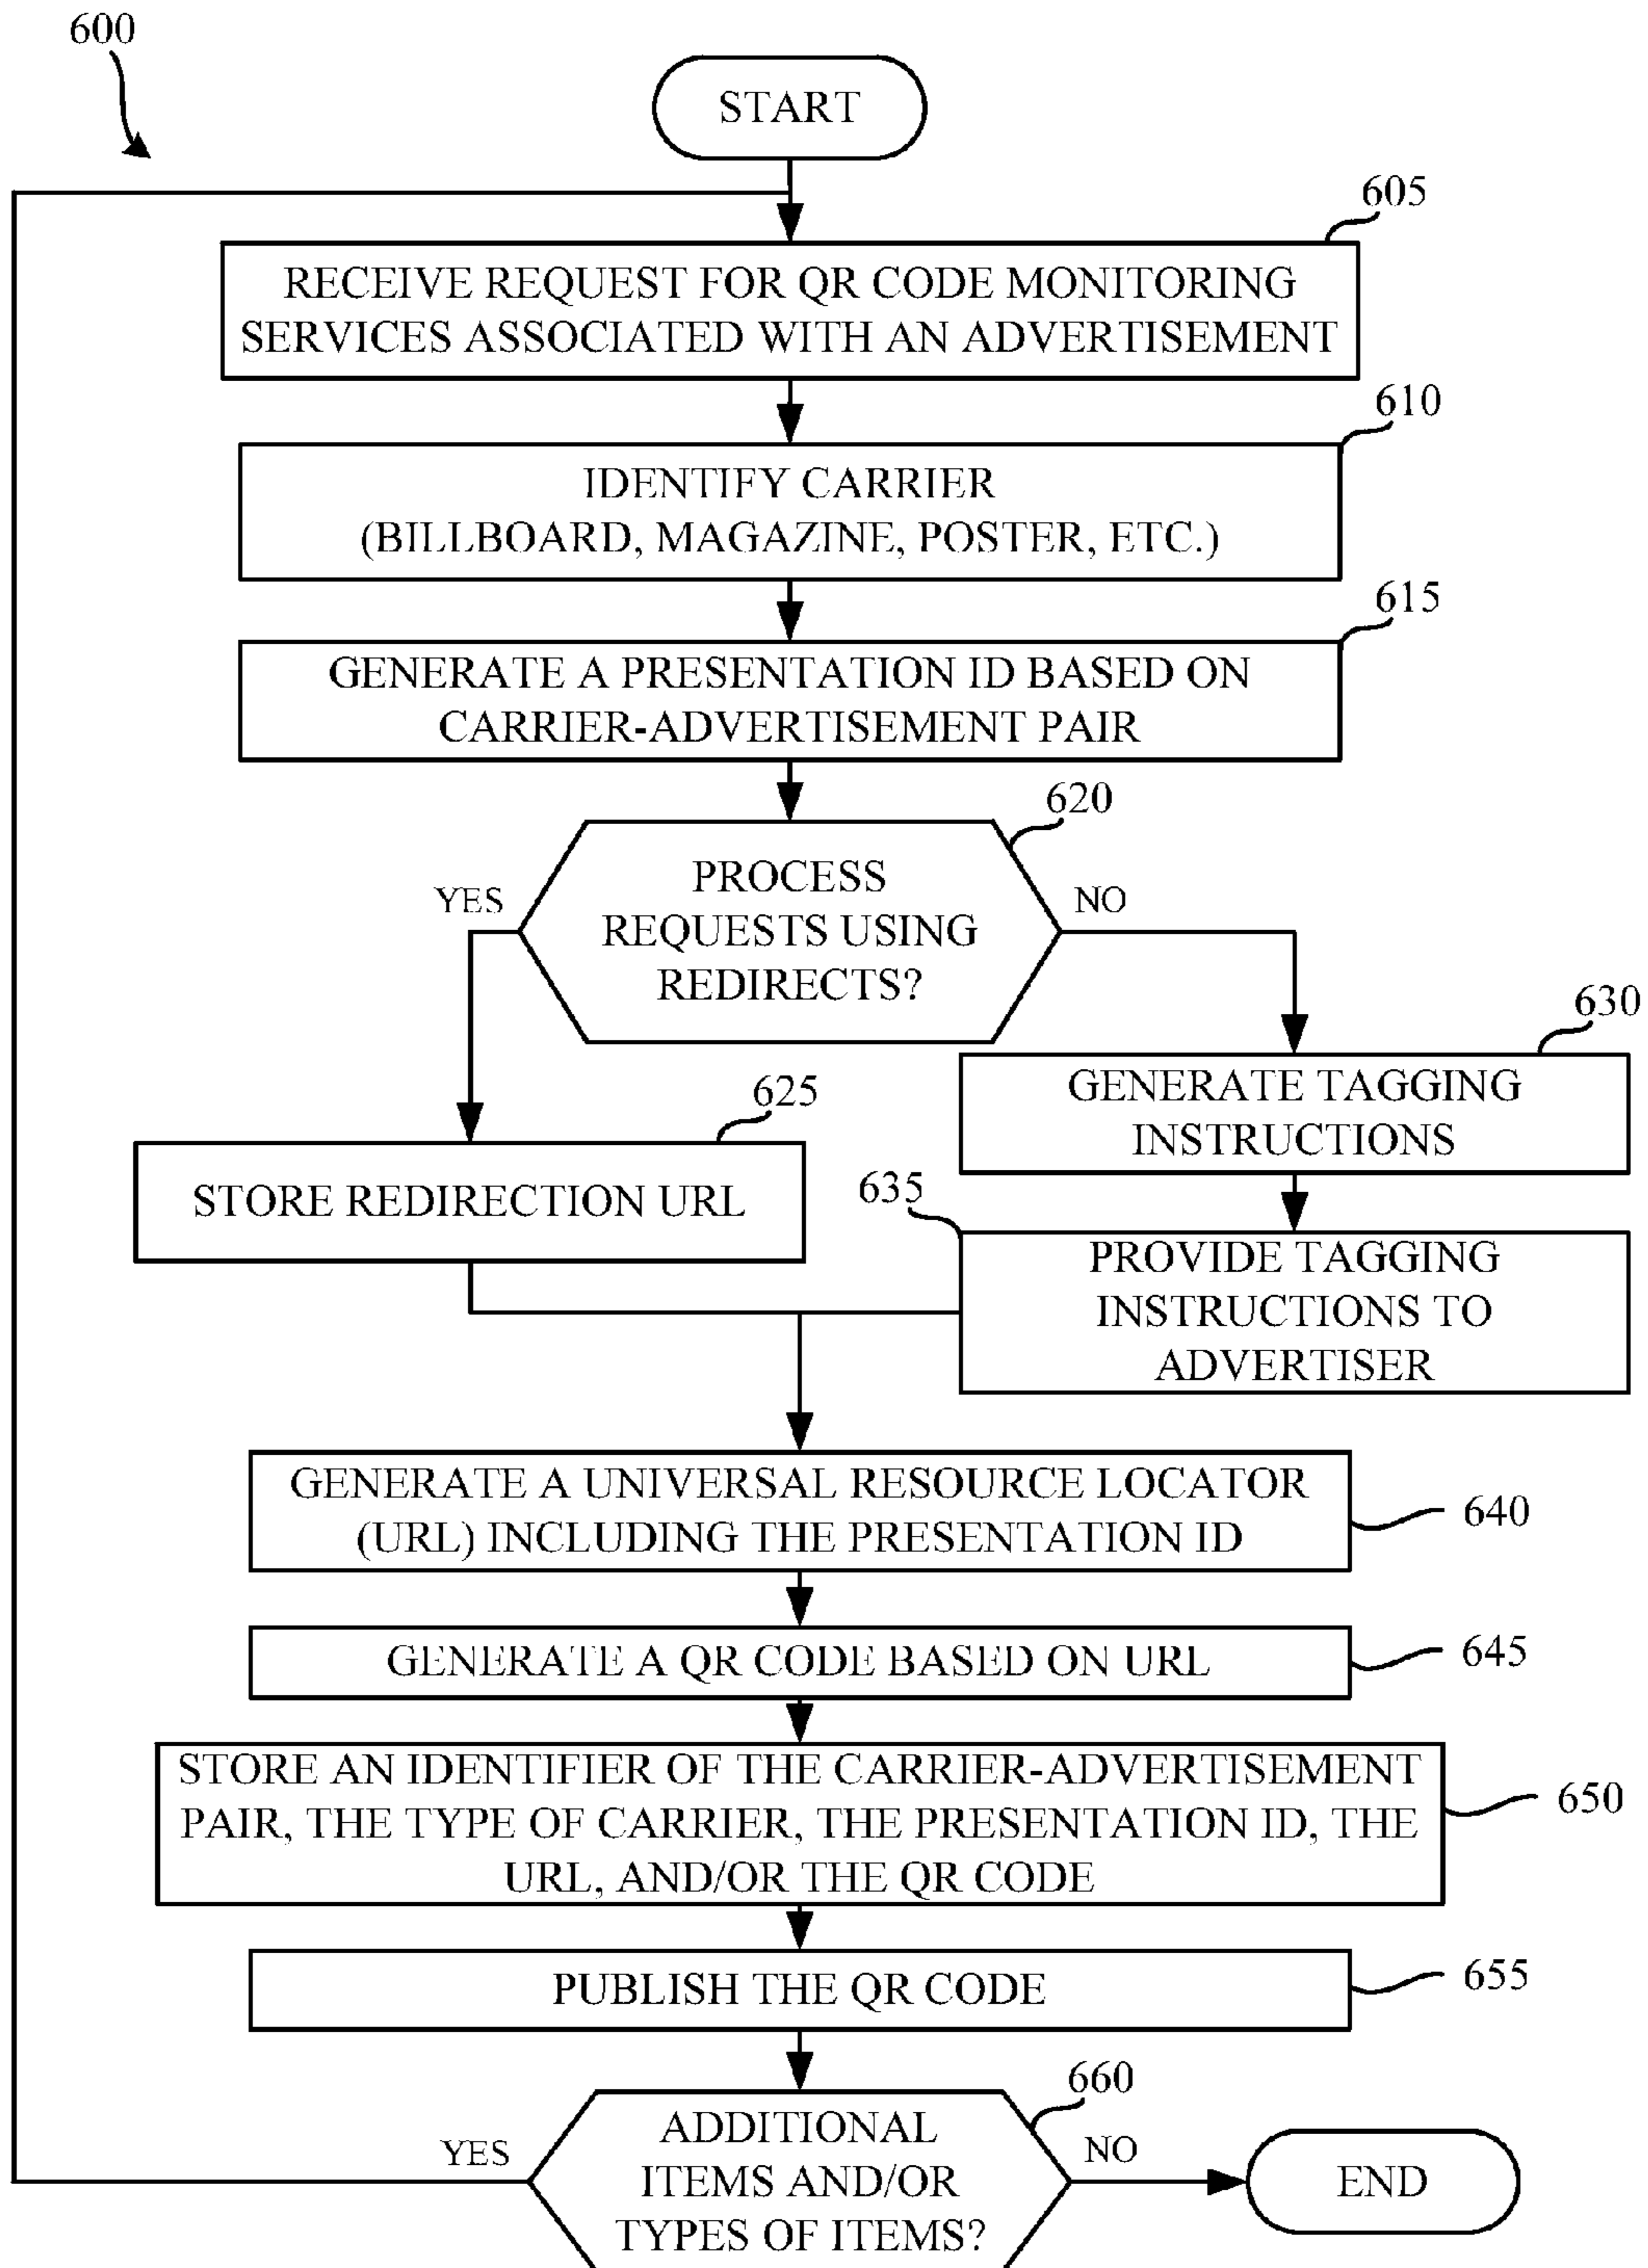 600
START
605
RECEIVE REQUEST FOR QR CODE MONITORING
SERVICES ASSOCIATED WITH AN ADVERTISEMENT
610
IDENTIFY CARRIER
(BILLBOARD, MAGAZINE, POSTER, ETC.)
615
GENERATE A PRESENTATION ID BASED ON
CARRIER-ADVERTISEMENT PAIR
620
PROCESS
REQUESTS USING
REDIRECTS?
YES
NO
630
GENERATE TAGGING
INSTRUCTIONS
625
STORE REDIRECTION URL
635
PROVIDE TAGGING
INSTRUCTIONS TO
ADVERTISER
GENERATE A UNIVERSAL RESOURCE LOCATOR
(URL) INCLUDING THE PRESENTATION ID
640
GENERATE A QR CODE BASED ON URL
645
STORE AN IDENTIFIER OF THE CARRIER-ADVERTISEMENT
PAIR, THE TYPE OF CARRIER, THE PRESENTATION ID, THE
URL, AND/OR THE QR CODE
650
PUBLISH THE QR CODE
655
660
ADDITIONAL
ITEMS AND/OR
TYPES OF ITEMS?
YES
NO
END